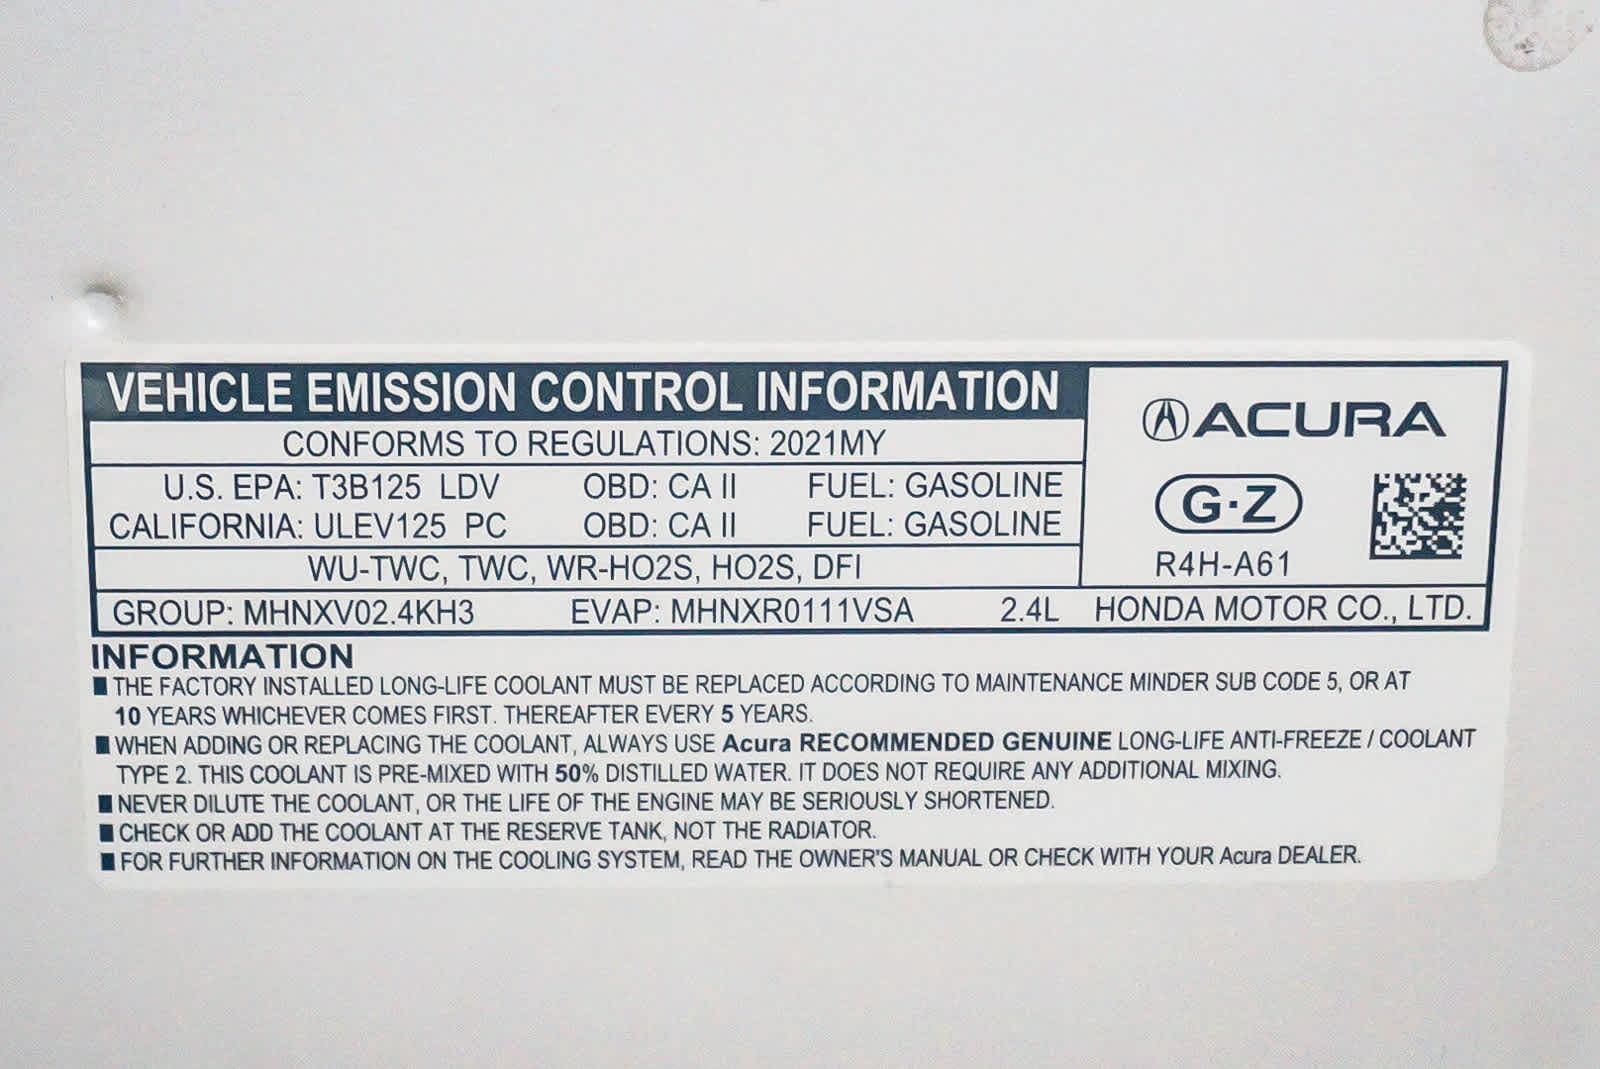 VEHICLE EMISSION CONTROL INFORMATION
CONFORMS TO REGULATIONS: 2021MY
U.S. EPA: T3B125 LDV OBD: CA II FUEL: GASOLINE
CALIFORNIA: ULEV125 PC OBD: CA II FUEL: GASOLINE
WU-TWC, TWC, WR-HO2S, HO2S, DFI
ACURA
G·Z
R4H-A61
GROUP: MHNXV02.4KH3 EVAP: MHNXR0111VSA 2.4L HONDA MOTOR CO., LTD.
INFORMATION
■ THE FACTORY INSTALLED LONG-LIFE COOLANT MUST BE REPLACED ACCORDING TO MAINTENANCE MINDER SUB CODE 5, OR AT
10 YEARS WHICHEVER COMES FIRST. THEREAFTER EVERY 5 YEARS.
■ WHEN ADDING OR REPLACING THE COOLANT, ALWAYS USE Acura RECOMMENDED GENUINE LONG-LIFE ANTI-FREEZE / COOLANT
TYPE 2. THIS COOLANT IS PRE-MIXED WITH 50% DISTILLED WATER. IT DOES NOT REQUIRE ANY ADDITIONAL MIXING.
■ NEVER DILUTE THE COOLANT, OR THE LIFE OF THE ENGINE MAY BE SERIOUSLY SHORTENED.
■ CHECK OR ADD THE COOLANT AT THE RESERVE TANK, NOT THE RADIATOR.
■ FOR FURTHER INFORMATION ON THE COOLING SYSTEM, READ THE OWNER'S MANUAL OR CHECK WITH YOUR Acura DEALER.